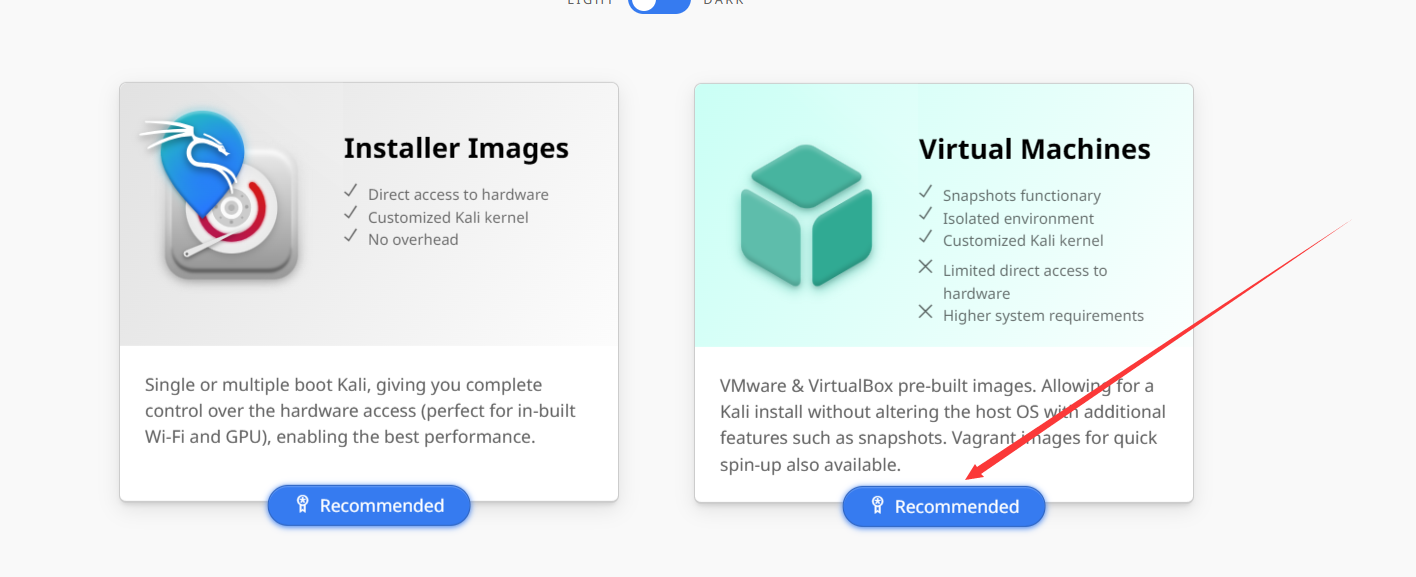 LIGHT DARK
Installer Images
Direct access to hardware
Customized Kali kernel
No overhead
Single or multiple boot Kali, giving you complete
control over the hardware access (perfect for in-built
Wi-Fi and GPU), enabling the best performance.
Recommended
Virtual Machines
Snapshots functionary
Isolated environment
Customized Kali kernel
Limited direct access to
hardware
Higher system requirements
VMware & VirtualBox pre-built images. Allowing for a
Kali install without altering the host OS with additional
features such as snapshots. Vagrant images for quick
spin-up also available.
Recommended